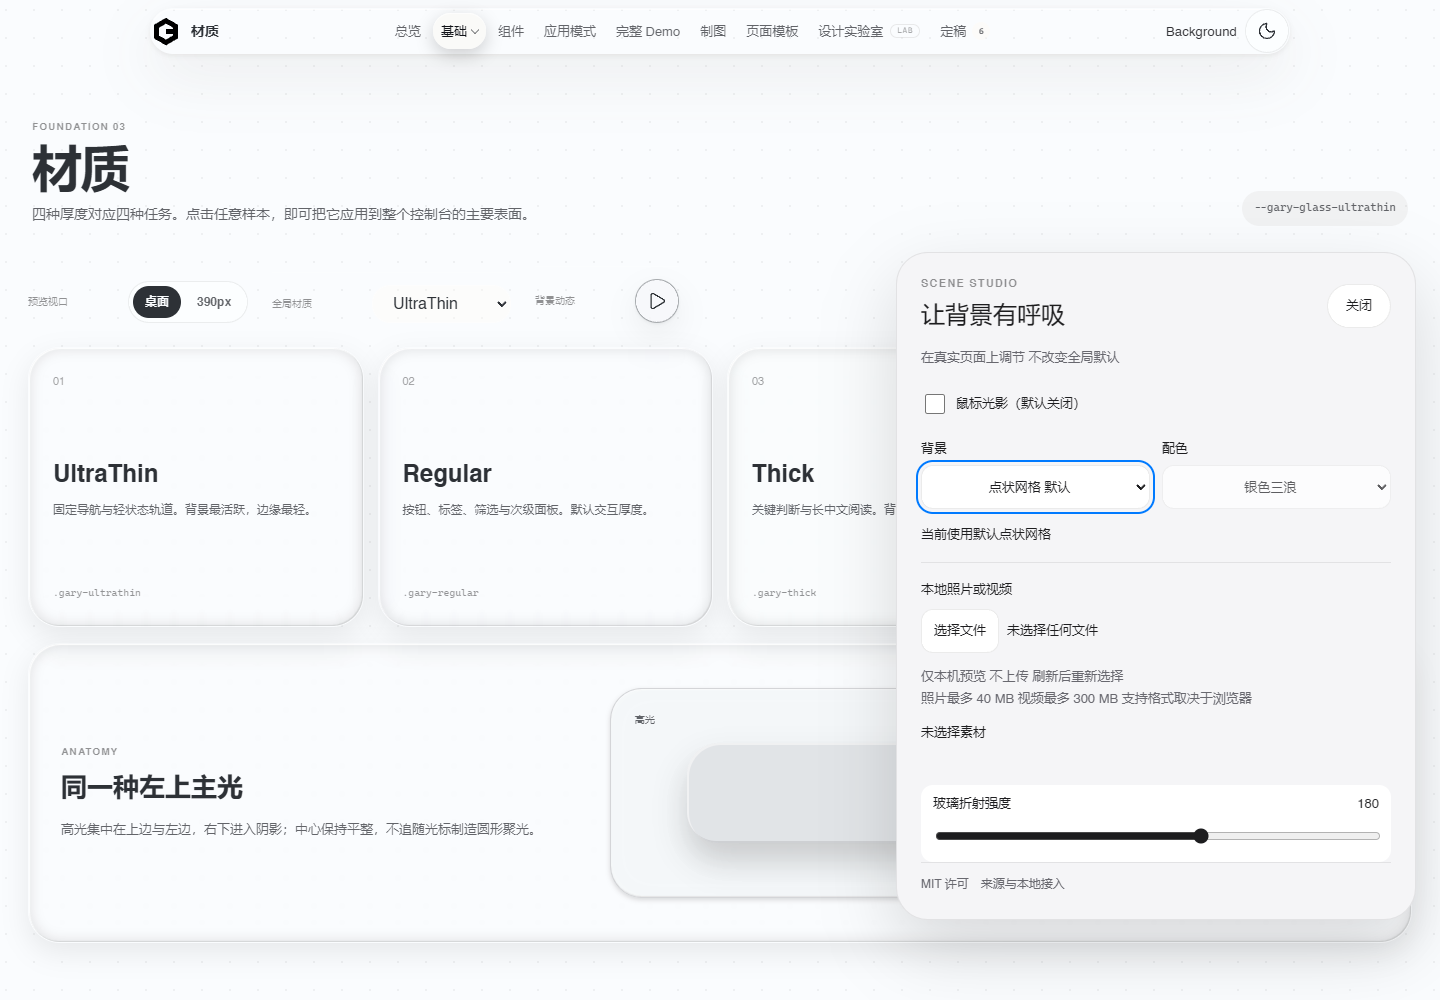 材质
总览 基础 组件 应用模式 完整 Demo 制图 页面模板 设计实验室 LAB 定稿 6
Background
FOUNDATION 03
材质
四种厚度对应四种任务。点击任意样本，即可把它应用到整个控制台的主要表面。
--gary-glass-ultrathin
预览视口 桌面 390px 全局材质 UltraThin 背景动态
01
UltraThin
固定导航与轻状态轨道。背景最活跃，边缘最轻。
.gary-ultrathin
02
Regular
按钮、标签、筛选与次级面板。默认交互厚度。
.gary-regular
03
Thick
关键判断与长中文阅读。背
.gary-thick
ANATOMY
同一种左上主光
高光集中在上边与左边，右下进入阴影；中心保持平整，不追随光标制造圆形聚光。
高光
SCENE STUDIO
让背景有呼吸
关闭
在真实页面上调节 不改变全局默认
鼠标光影（默认关闭）
背景 配色
点状网格 默认 银色三浪
当前使用默认点状网格
本地照片或视频
选择文件 未选择任何文件
仅本机预览 不上传 刷新后重新选择
照片最多 40 MB 视频最多 300 MB 支持格式取决于浏览器
未选择素材
玻璃折射强度 180
MIT 许可 来源与本地接入